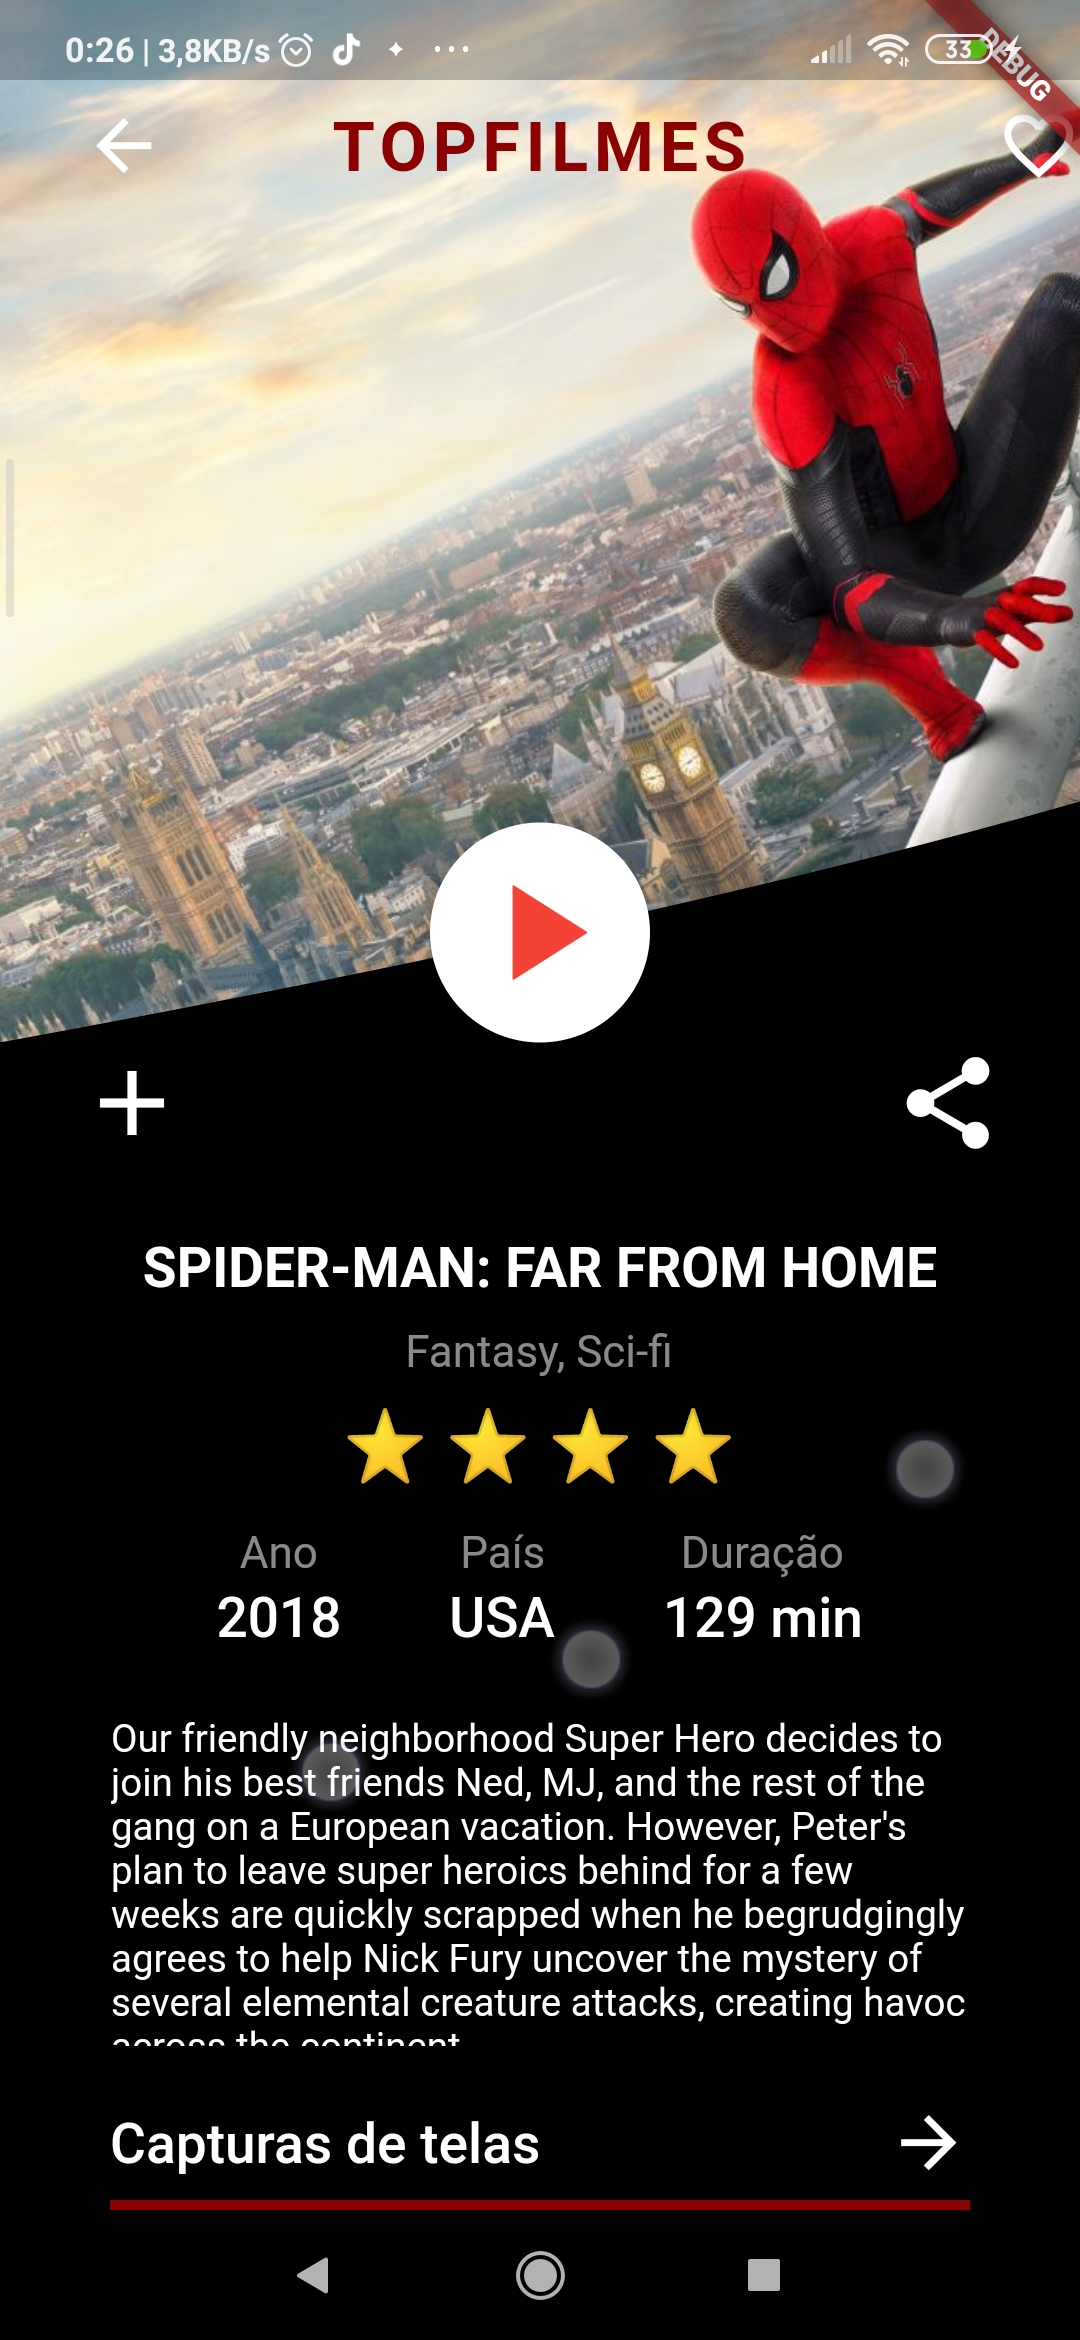 0:26 | 3,8KB/s
33
DEBUG
TOPFILMES
SPIDER-MAN: FAR FROM HOME
Fantasy, Sci-fi
Ano País Duração
2018 USA 129 min
Our friendly neighborhood Super Hero decides to
join his best friends Ned, MJ, and the rest of the
gang on a European vacation. However, Peter's
plan to leave super heroics behind for a few
weeks are quickly scrapped when he begrudgingly
agrees to help Nick Fury uncover the mystery of
several elemental creature attacks, creating havoc
across the continent
Capturas de telas